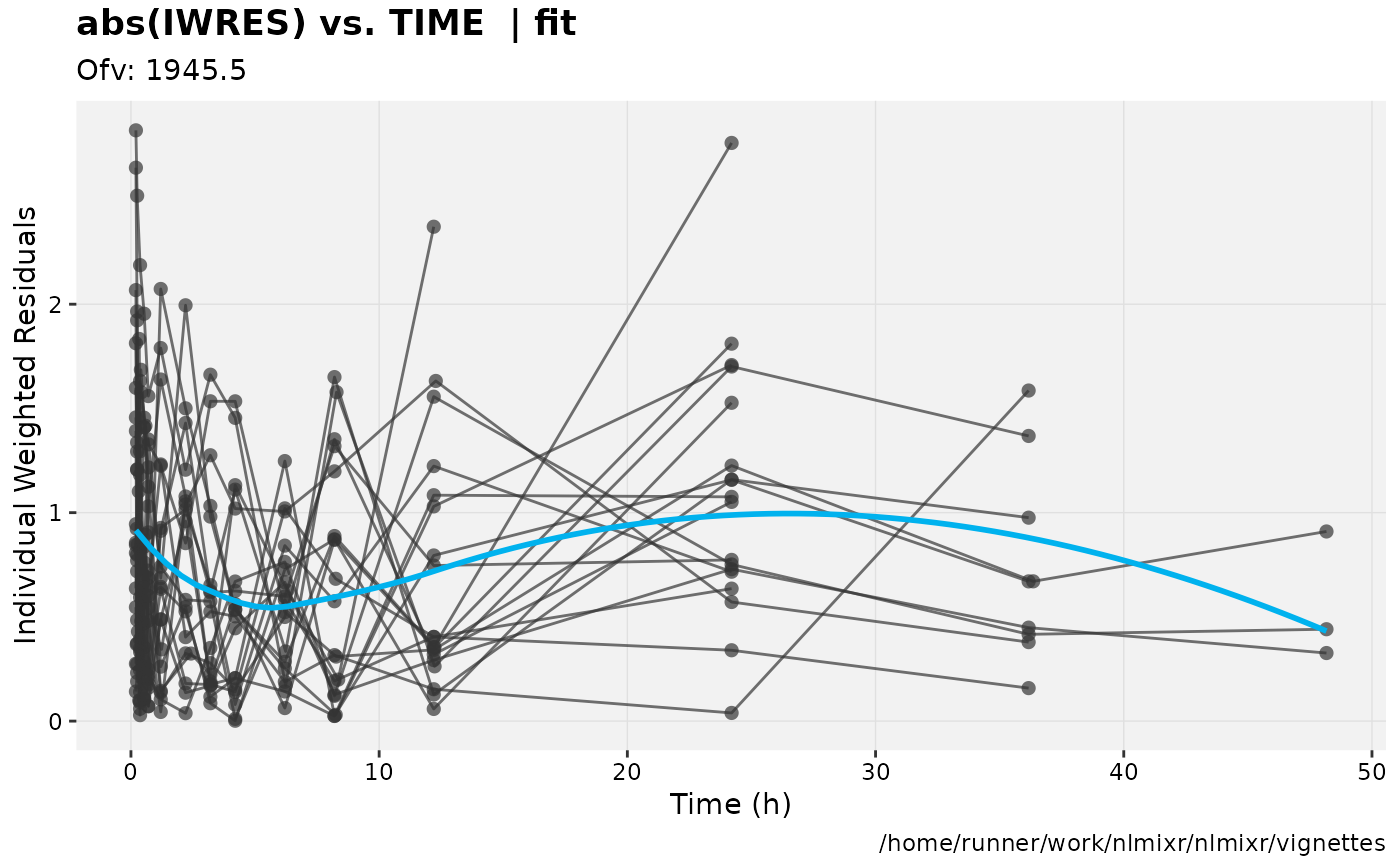 abs(IWRES) vs. TIME  | fit
Ofv: 1945.5
Individual Weighted Residuals
2
1
0
0 10 20 30 40 50
Time (h)
/home/runner/work/nlmixr/nlmixr/vignettes